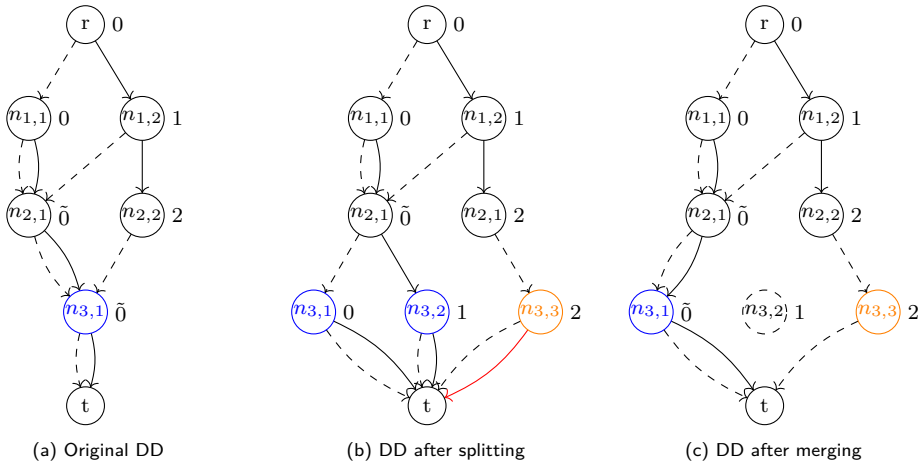 r 0 r 0 r 0
n1,1 0 n1,2 1 n1,1 0 n1,2 1 n1,1 0 n1,2 1
n2,1 0̃ n2,2 2 n2,1 0̃ n2,1 2 n2,1 0̃ n2,2 2
n3,1 0̃ n3,1 0 n3,2 1 n3,3 2 n3,1 0̃ n3,2 1 n3,3 2
t t t
(a) Original DD (b) DD after splitting (c) DD after merging